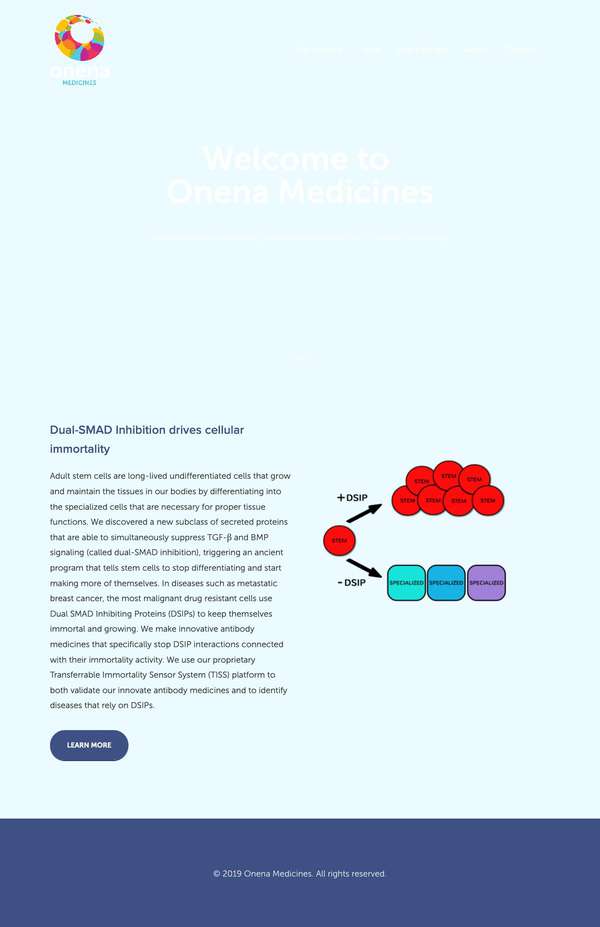 onena
MEDICINES
Welcome to
Onena Medicines
Dual-SMAD Inhibition drives cellular
immortality
Adult stem cells are long-lived undifferentiated cells that grow
and maintain the tissues in our bodies by differentiating into
the specialized cells that are necessary for proper tissue
functions. We discovered a new subclass of secreted proteins
that are able to simultaneously suppress TGF-β and BMP
signaling (called dual-SMAD inhibition), triggering an ancient
program that tells stem cells to stop differentiating and start
making more of themselves. In diseases such as metastatic
breast cancer, the most malignant drug resistant cells use
Dual SMAD Inhibiting Proteins (DSIPs) to keep themselves
immortal and growing. We make innovative antibody
medicines that specifically stop DSIP interactions connected
with their immortality activity. We use our proprietary
Transferrable Immortality Sensor System (TISS) platform to
both validate our innovate antibody medicines and to identify
diseases that rely on DSIPs.
LEARN MORE
+DSIP
STEM
STEM
STEM
STEM
STEM
STEM
STEM
STEM
-DSIP
SPECIALIZED
SPECIALIZED
SPECIALIZED
© 2019 Onena Medicines. All rights reserved.